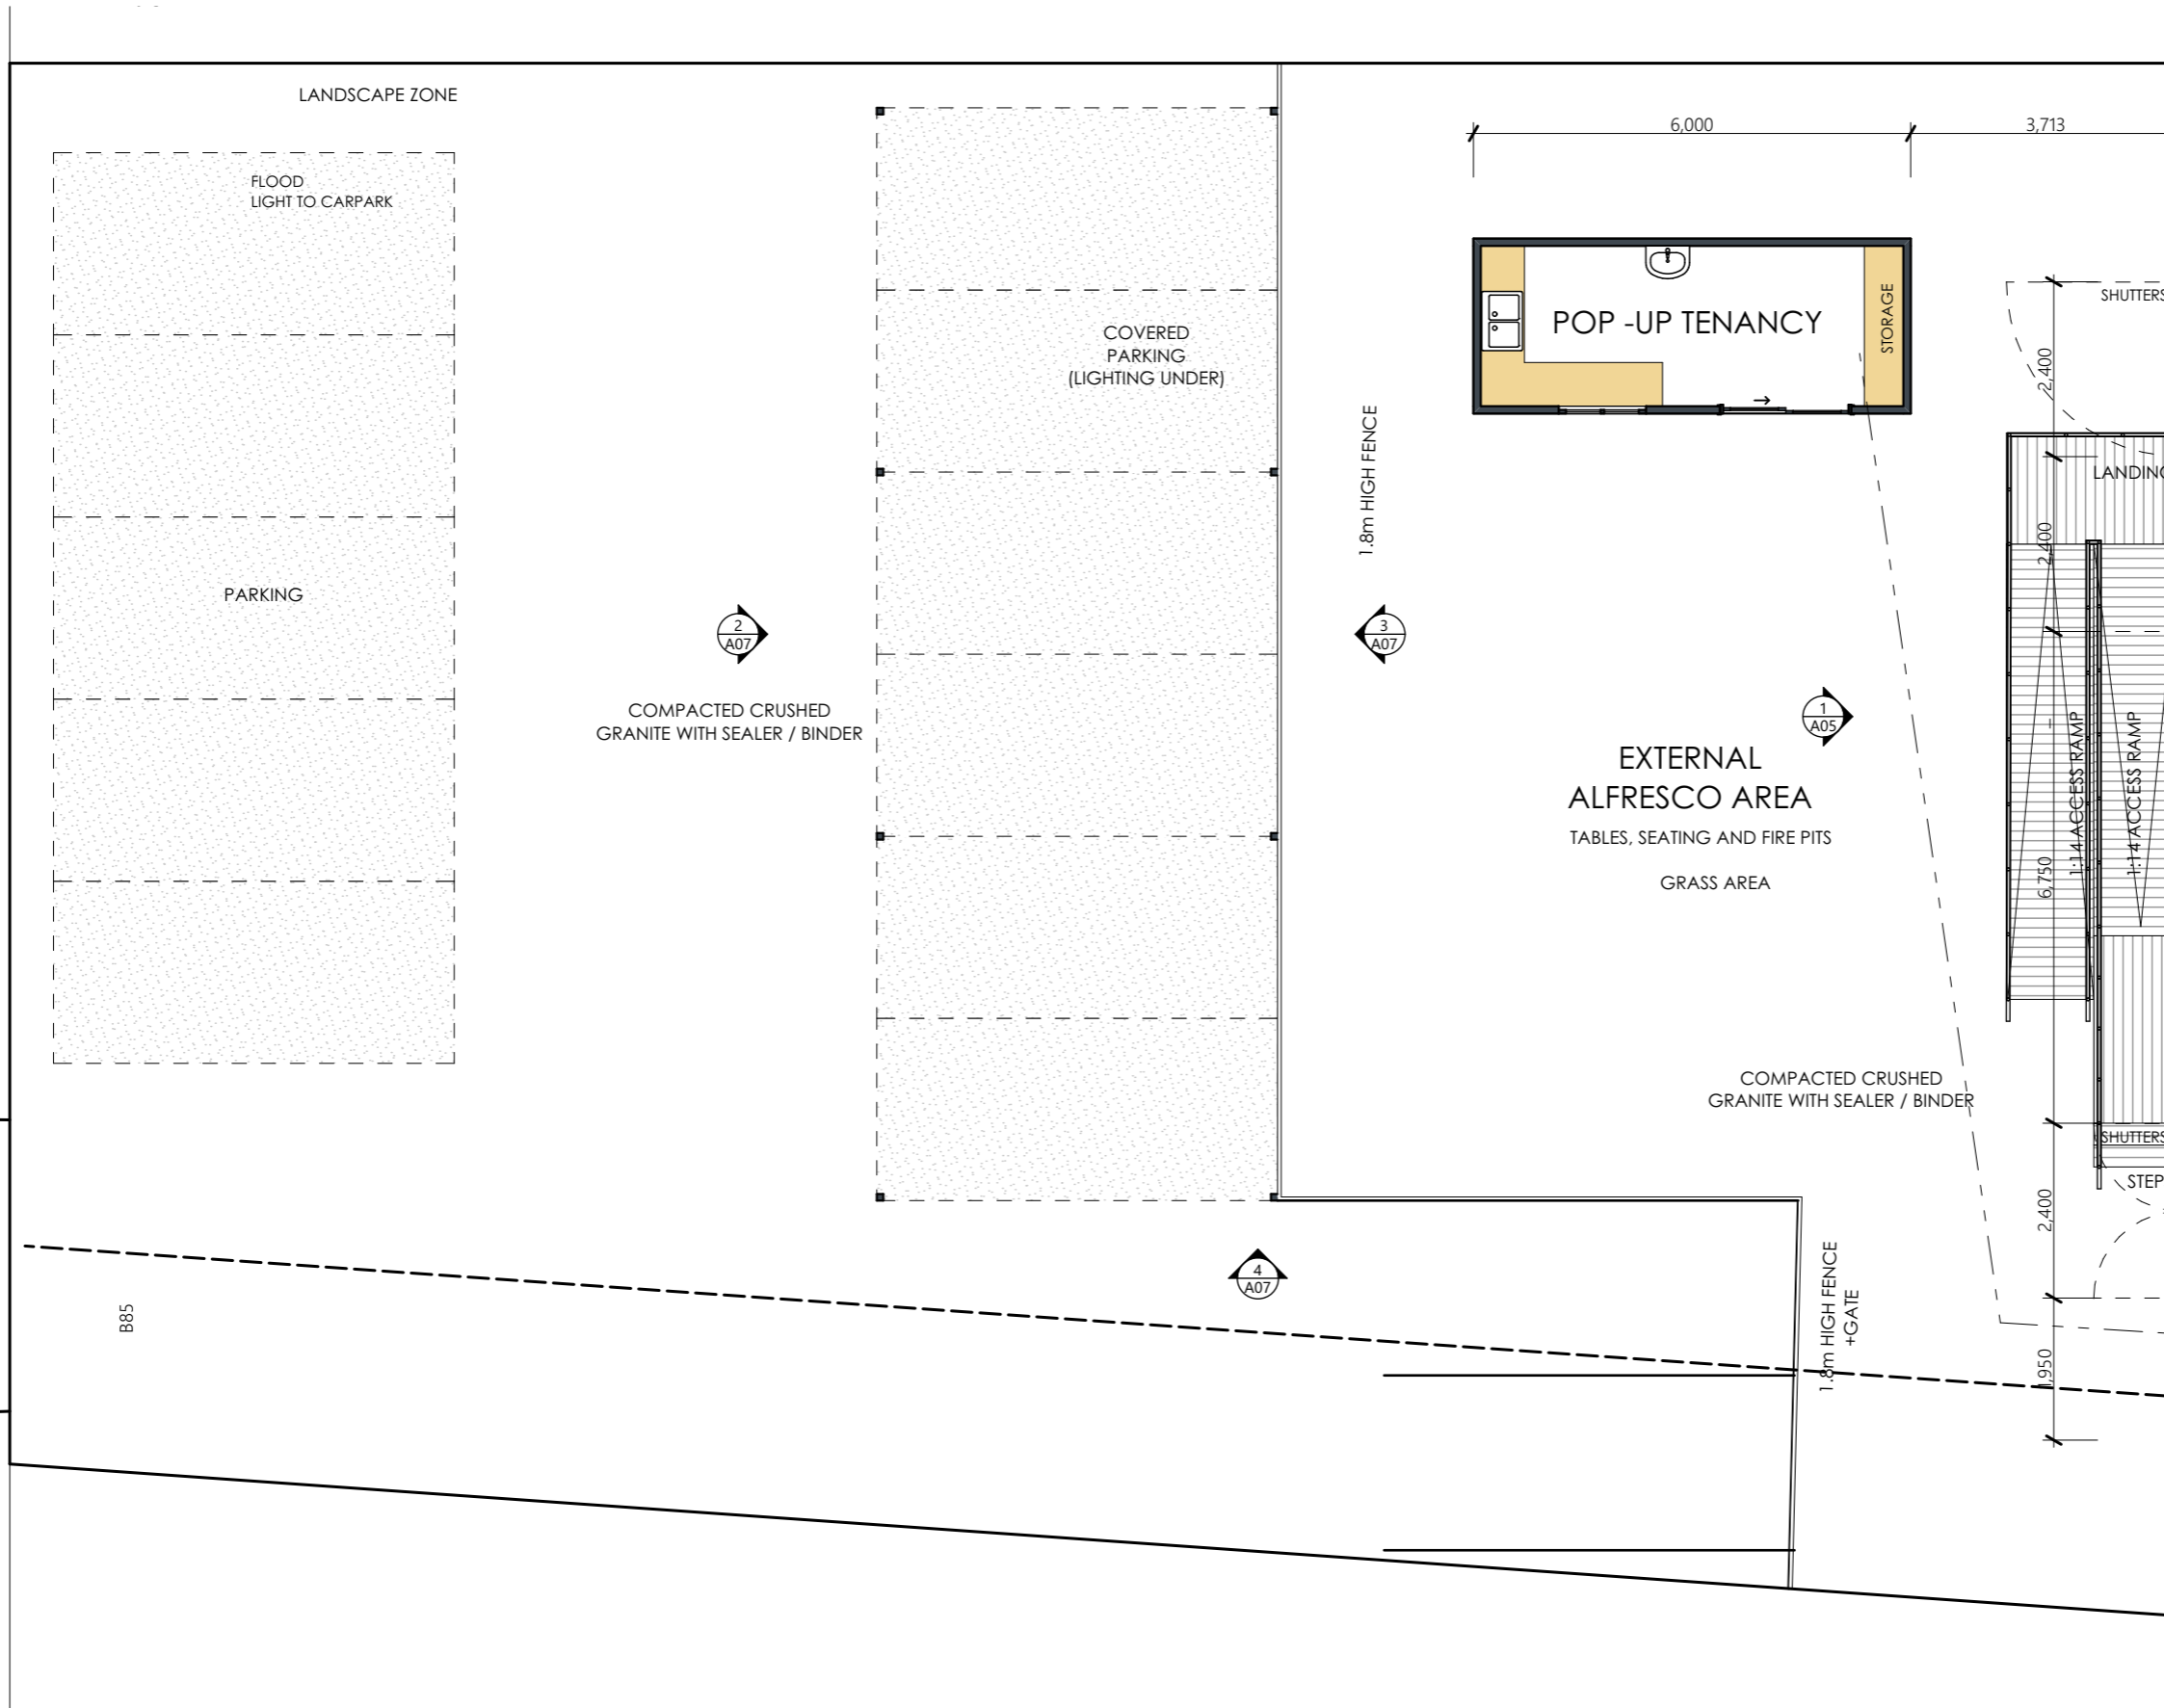 LANDSCAPE ZONE
6,000
3,713
FLOOD
LIGHT TO CARPARK
POP -UP TENANCY
STORAGE
SHUTTERS
COVERED
PARKING
(LIGHTING UNDER)
2,400
1.8m HIGH FENCE
LANDING
2,400
PARKING
2
A07
3
A07
COMPACTED CRUSHED
GRANITE WITH SEALER / BINDER
1
A05
EXTERNAL
ALFRESCO AREA
TABLES, SEATING AND FIRE PITS
GRASS AREA
6,750
1:14 ACCESS RAMP
1:14 ACCESS RAMP
COMPACTED CRUSHED
GRANITE WITH SEALER / BINDER
SHUTTERS
STEP
2,400
4
A07
B85
1.8m HIGH FENCE
+GATE
1,950